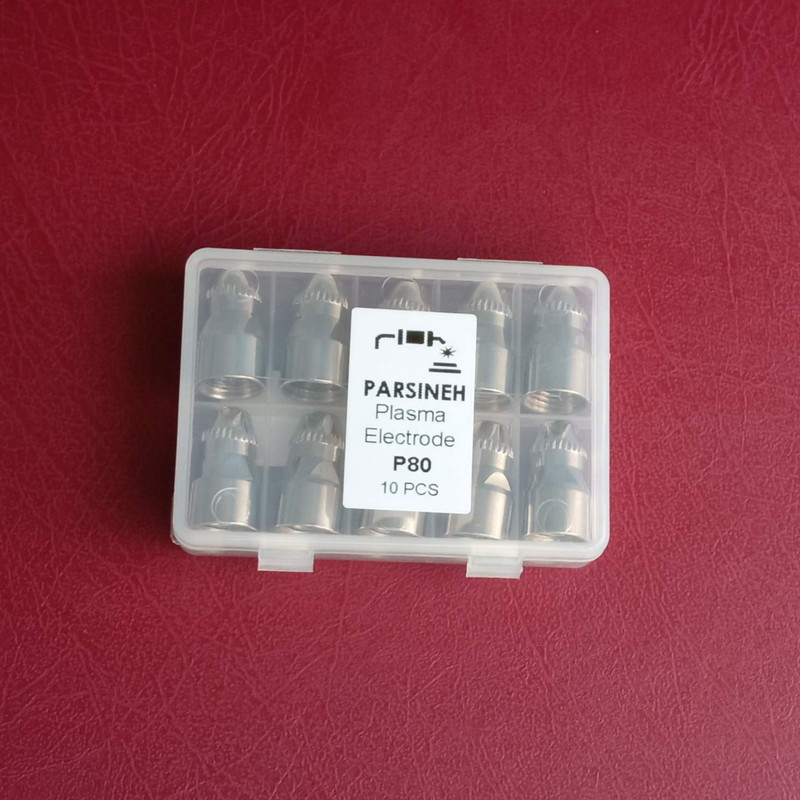 PARSINEH
Plasma
Electrode
P80
10 PCS